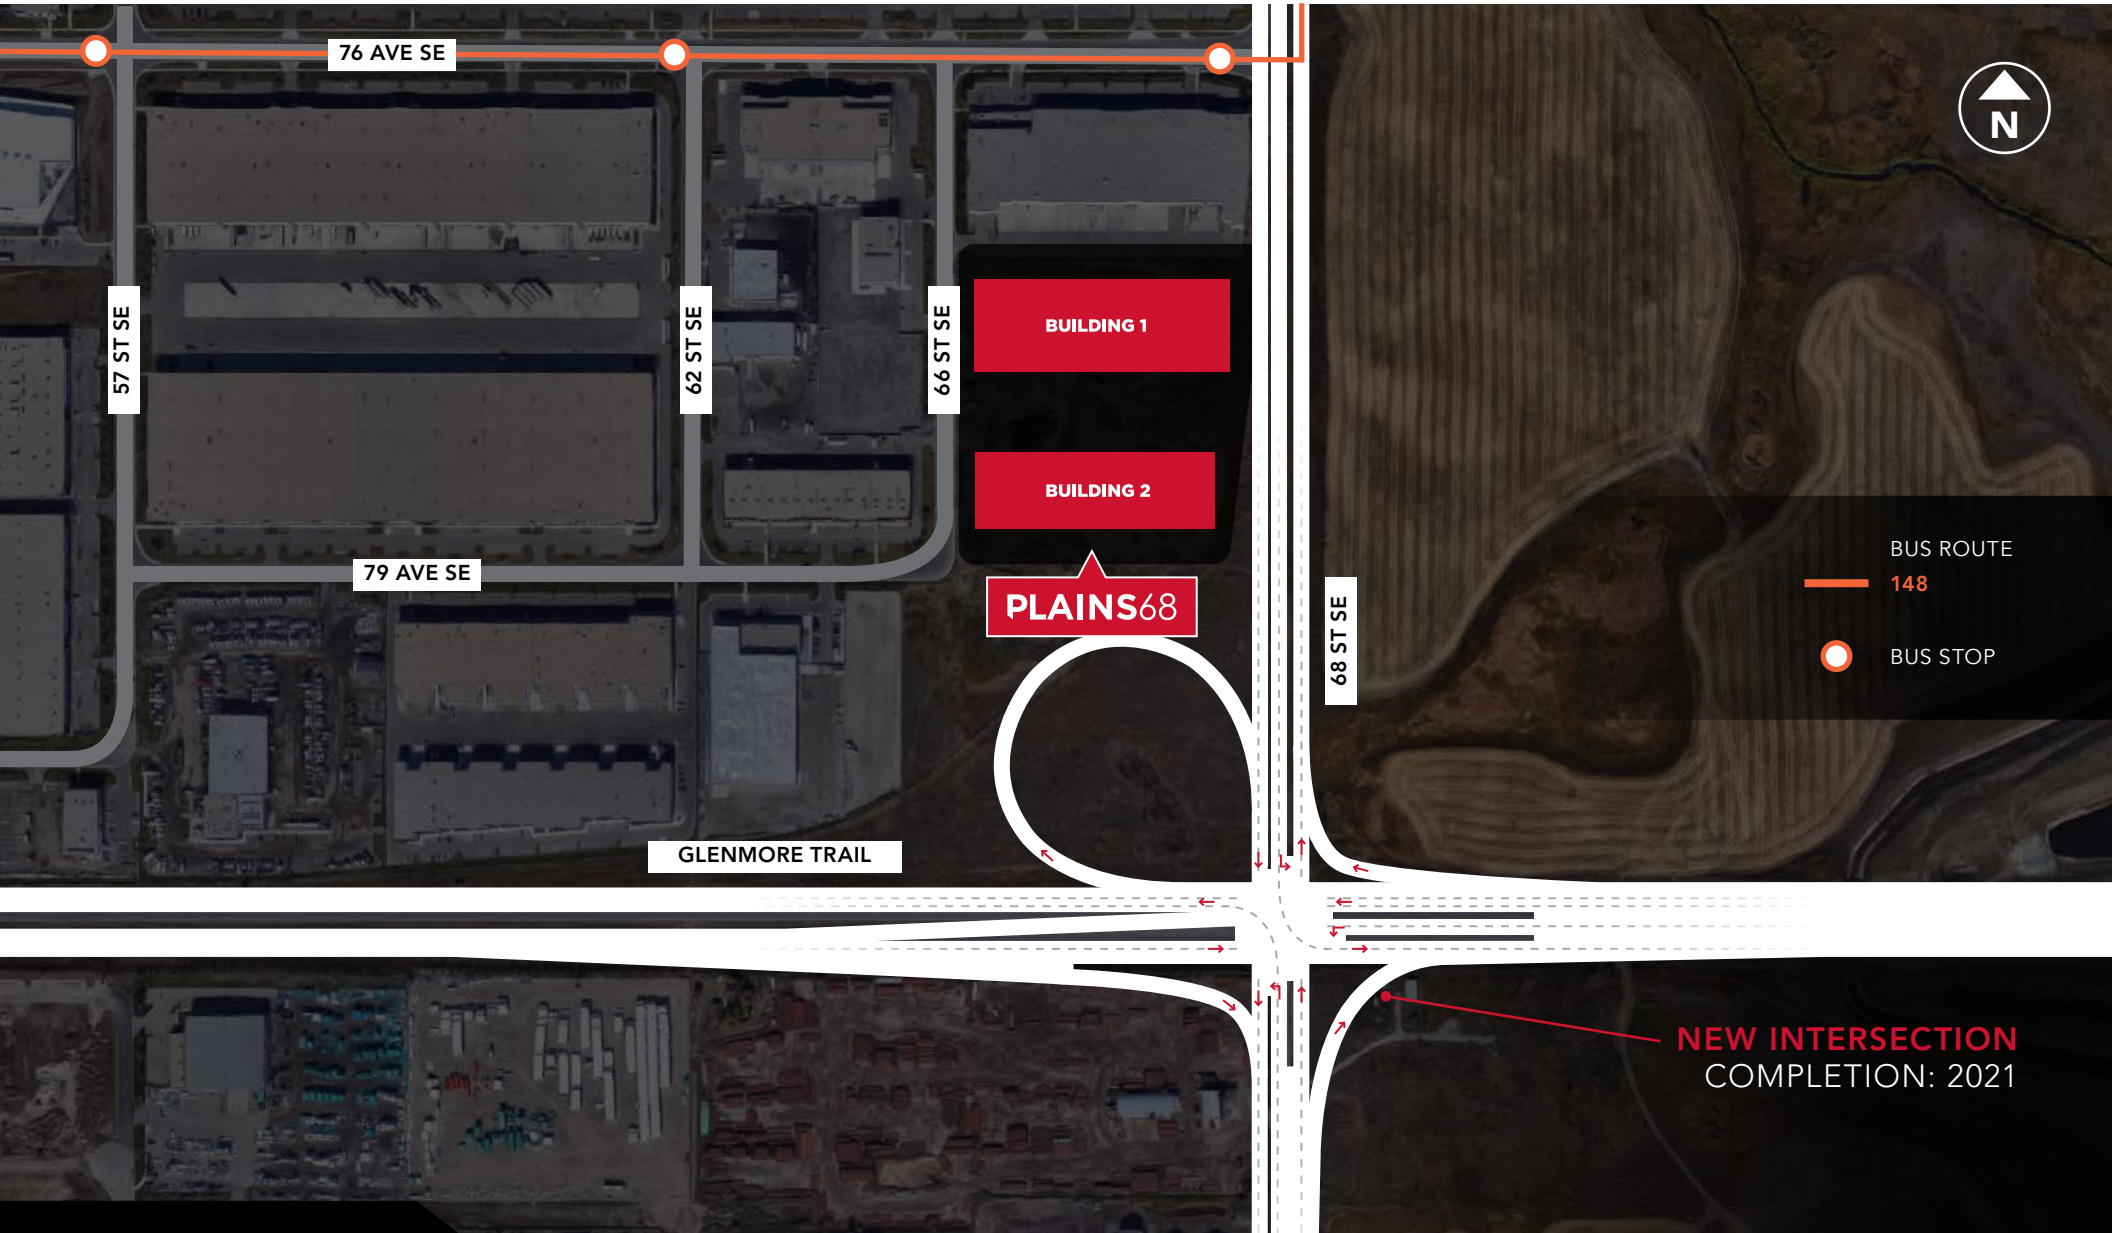 76 AVE SE
N
57 ST SE
62 ST SE
66 ST SE
BUILDING 1
BUILDING 2
79 AVE SE
PLAINS68
68 ST SE
BUS ROUTE
148
BUS STOP
GLENMORE TRAIL
NEW INTERSECTION
COMPLETION: 2021